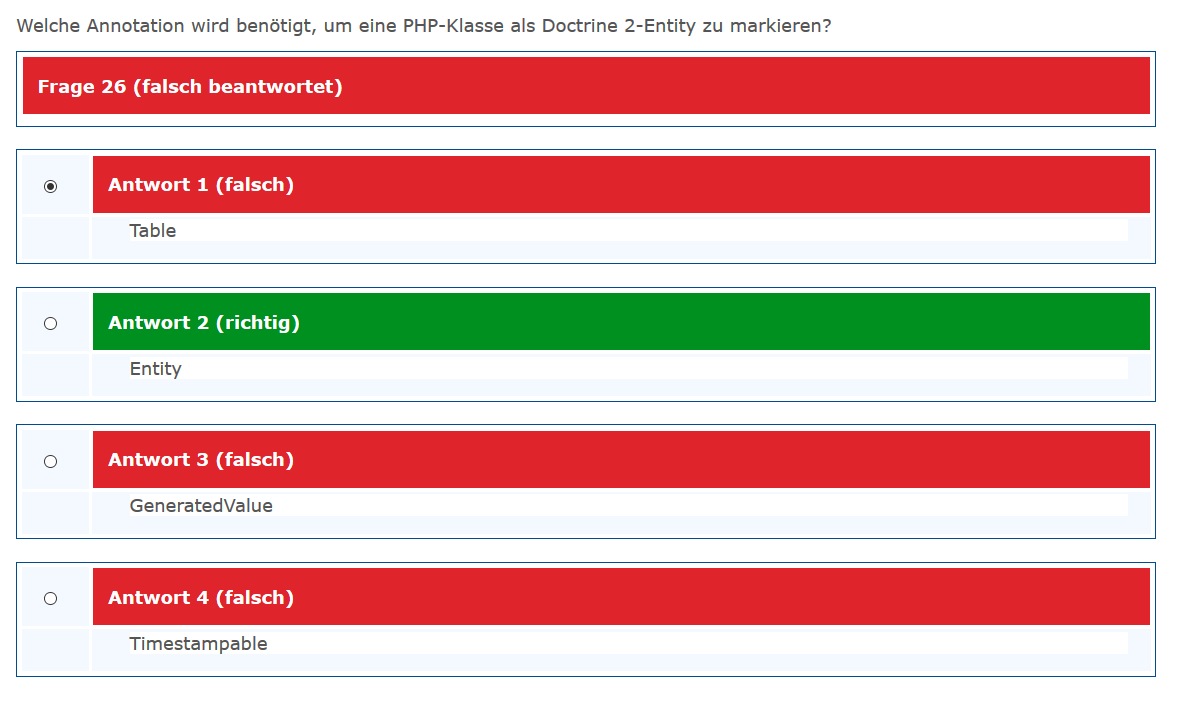 Welche Annotation wird benötigt, um eine PHP-Klasse als Doctrine 2-Entity zu markieren?
Frage 26 (falsch beantwortet)
Antwort 1 (falsch)
Table
Antwort 2 (richtig)
Entity
Antwort 3 (falsch)
GeneratedValue
Antwort 4 (falsch)
Timestampable